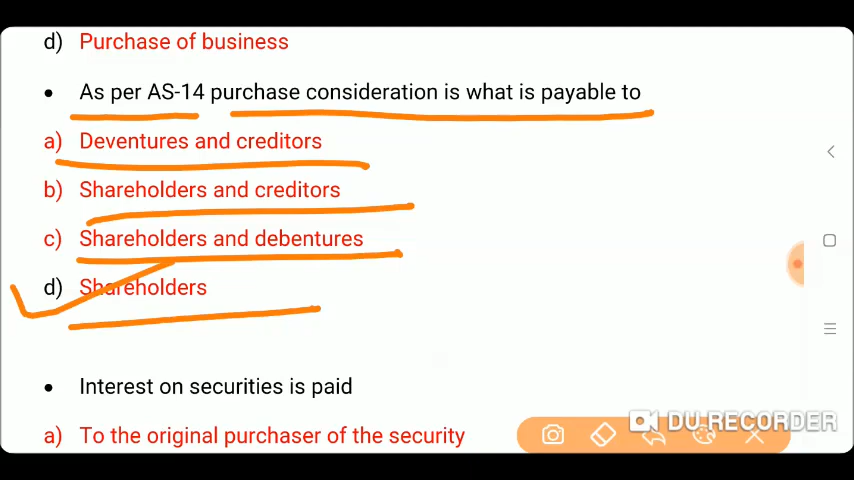 d) Purchase of business
• As per AS-14 purchase consideration is what is payable to
a) Deventures and creditors
b) Shareholders and creditors
c) Shareholders and debentures
d) Shareholders
• Interest on securities is paid
a) To the original purchaser of the security
DU RECORDER